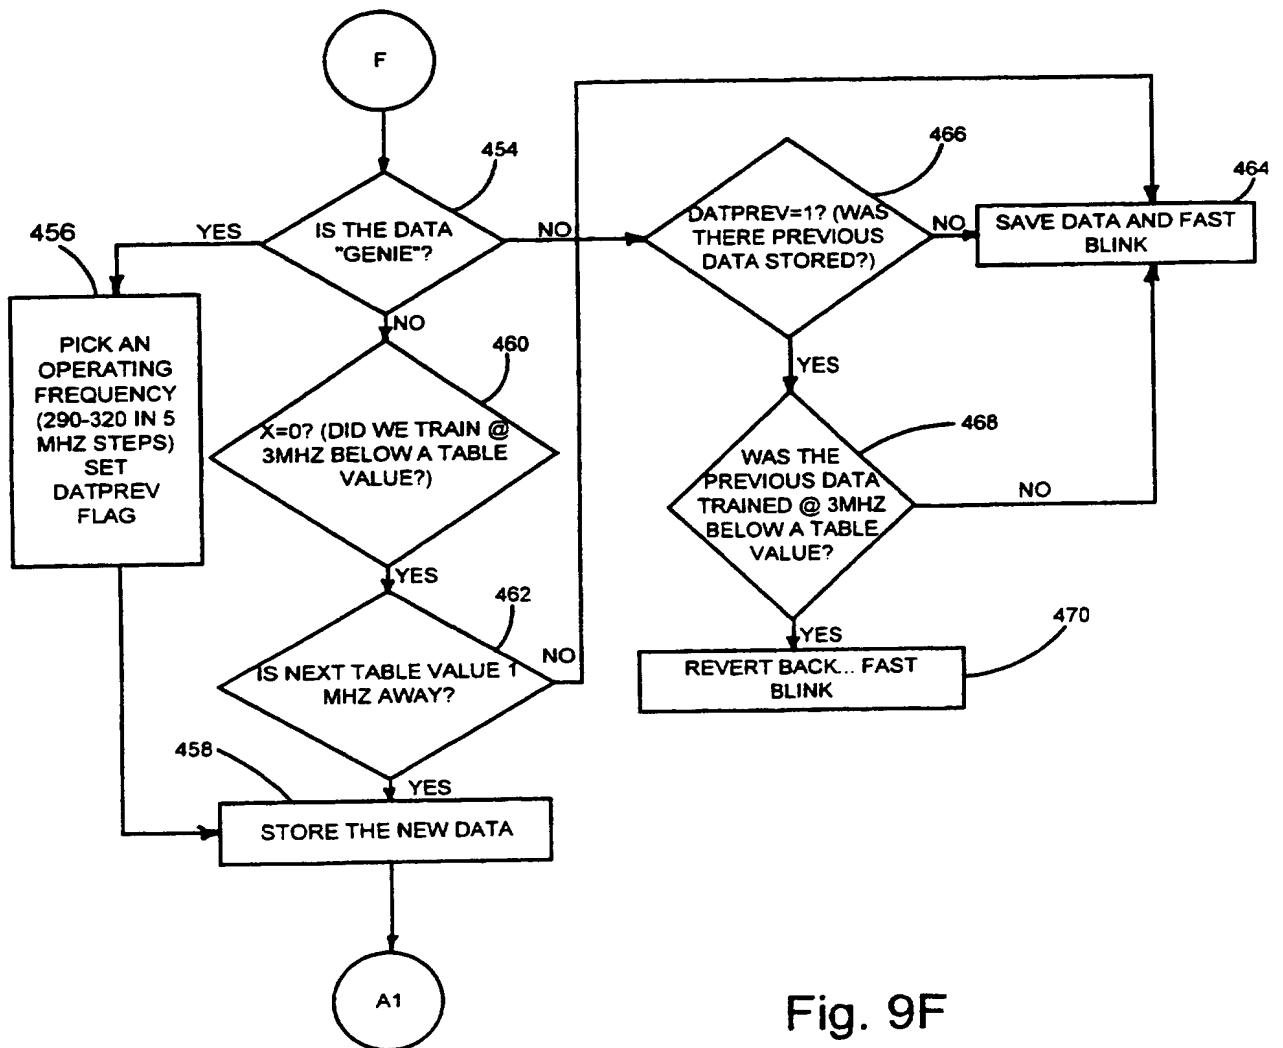 F
454
IS THE DATA
"GENIE"?
YES
NO
456
PICK AN
OPERATING
FREQUENCY
(290-320 IN 5
MHZ STEPS)
SET
DATPREV
FLAG
NO
460
X=0? (DID WE TRAIN @
3MHZ BELOW A TABLE
VALUE?)
YES
462
IS NEXT TABLE VALUE 1
MHZ AWAY?
NO
YES
458
STORE THE NEW DATA
A1
466
DATPREV=1? (WAS
THERE PREVIOUS
DATA STORED?)
NO
464
SAVE DATA AND FAST
BLINK
YES
468
WAS THE
PREVIOUS DATA
TRAINED @ 3MHZ
BELOW A TABLE
VALUE?
NO
YES
470
REVERT BACK... FAST
BLINK
Fig. 9F